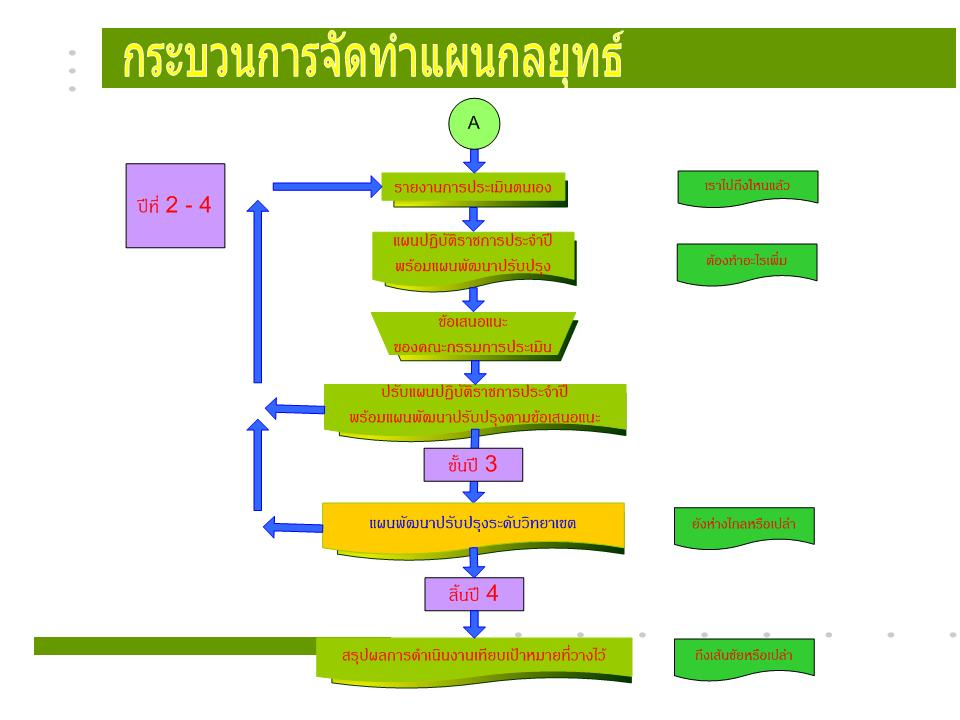 กระบวนการจัดทำแผนกลยุทธ์
A
ปีที่ 2 - 4
รายงานการประเมินตนเอง
เราไปถึงไหนแล้ว
แผนปฏิบัติราชการประจำปี
พร้อมแผนพัฒนาปรับปรุง
ต้องทำอะไรเพิ่ม
ข้อเสนอแนะ
ของคณะกรรมการประเมิน
ปรับแผนปฏิบัติราชการประจำปี
พร้อมแผนพัฒนาปรับปรุงตามข้อเสนอแนะ
ขั้นปี 3
แผนพัฒนาปรับปรุงระดับวิทยาเขต
ยังห่างไกลหรือเปล่า
สิ้นปี 4
สรุปผลการดำเนินงานเทียบเป้าหมายที่วางไว้
ถึงเส้นชัยหรือเปล่า